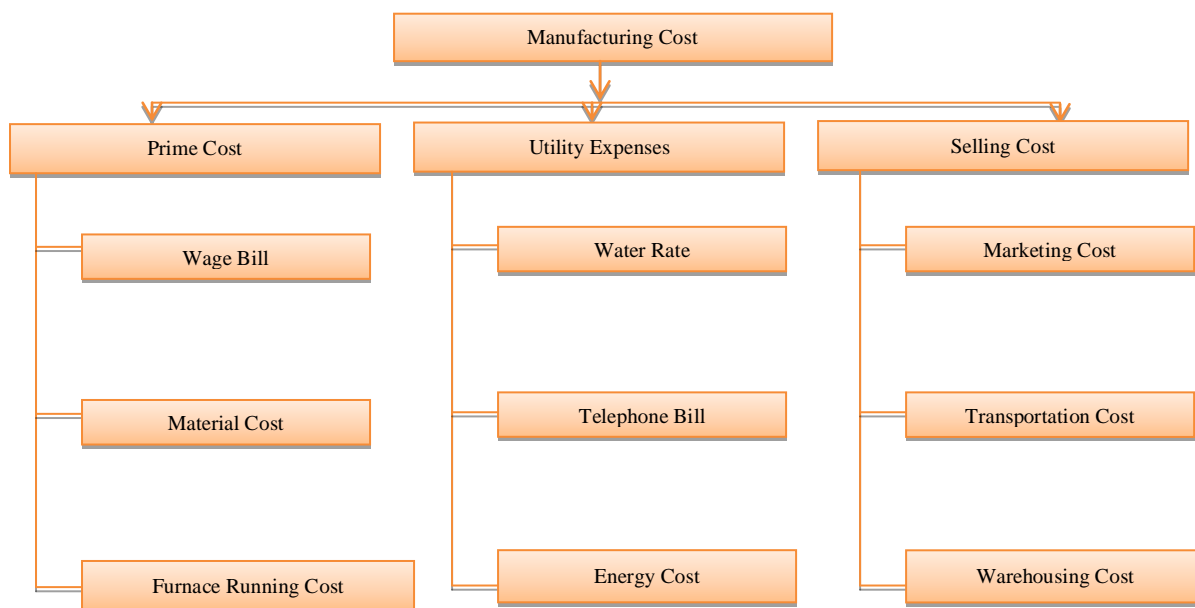 Manufacturing Cost
Prime Cost
Utility Expenses
Selling Cost
Wage Bill
Water Rate
Marketing Cost
Material Cost
Telephone Bill
Transportation Cost
Furnace Running Cost
Energy Cost
Warehousing Cost